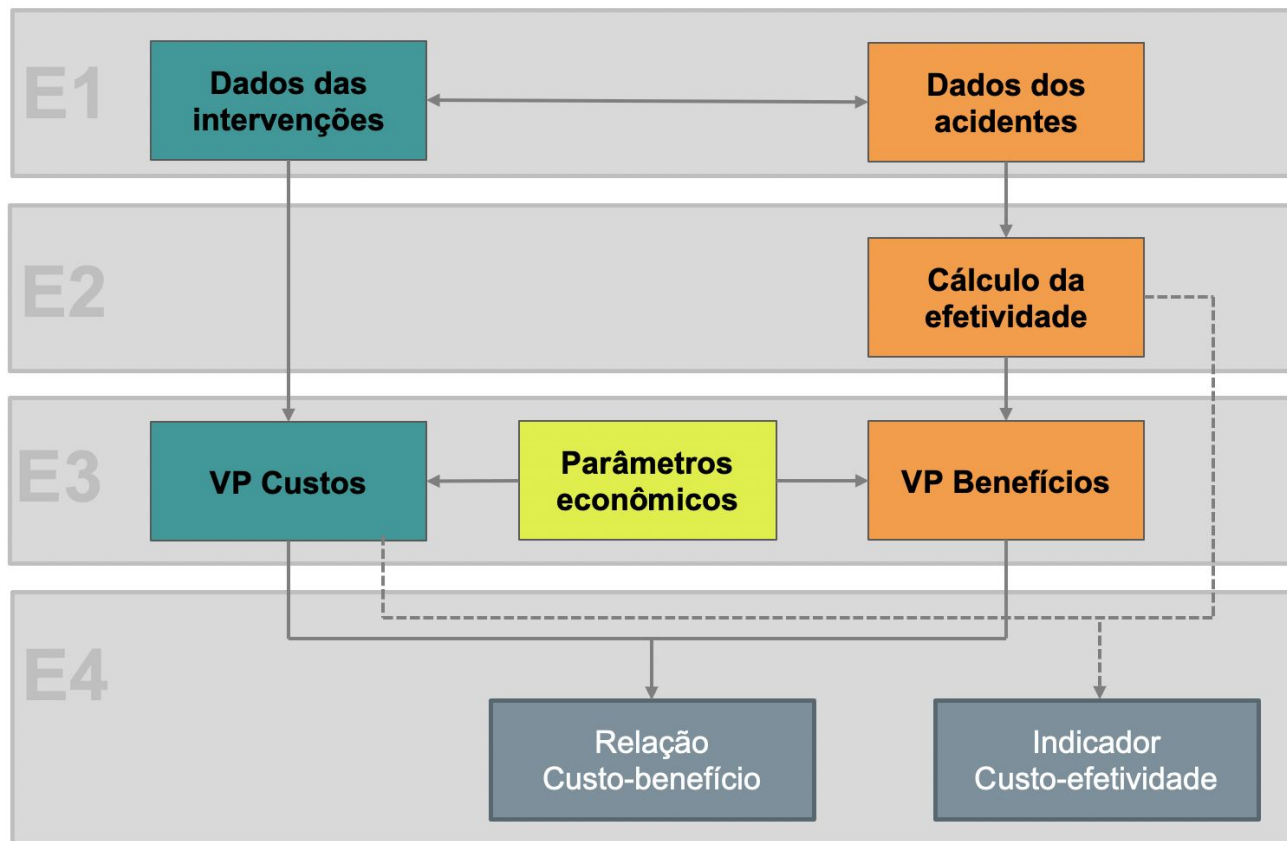 E1
Dados das
intervenções
Dados dos
acidentes
E2
Cálculo da
efetividade
E3
VP Custos
Parâmetros
econômicos
VP Benefícios
E4
Relação
Custo-benefício
Indicador
Custo-efetividade